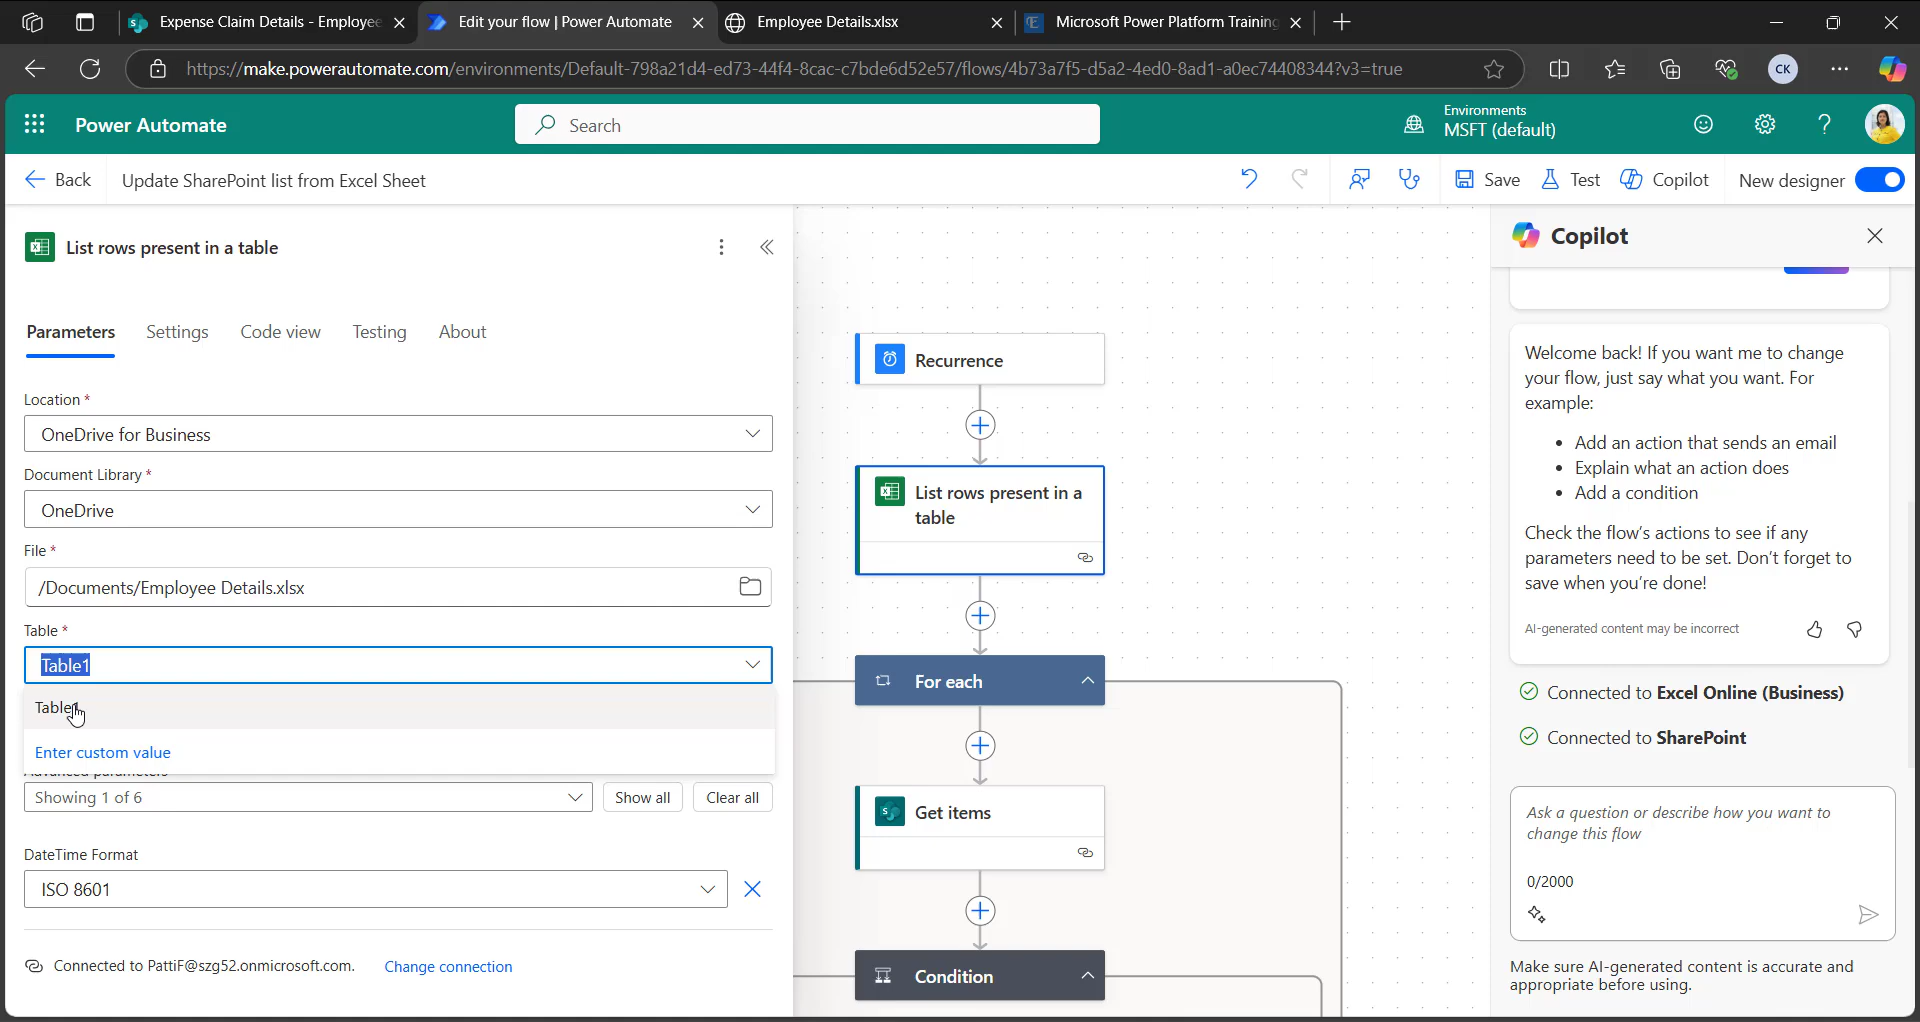 Expense Claim Details - Employee
Edit your flow | Power Automate
Employee Details.xlsx
Microsoft Power Platform Training
https://make.powerautomate.com/environments/Default-798a21d4-ed73-44f4-8cac-c7bde6d52e57/flows/4b73a7f5-d5a2-4ed0-8ad1-a0ec74408344?v3=true
CK
Power Automate
Search
Environments
MSFT (default)
Back
Update SharePoint list from Excel Sheet
Save
Test
Copilot
New designer
List rows present in a table
Parameters
Settings
Code view
Testing
About
Location *
OneDrive for Business
Document Library *
OneDrive
File *
/Documents/Employee Details.xlsx
Table *
Table1
Table1
Enter custom value
Advanced parameters
Showing 1 of 6
Show all
Clear all
DateTime Format
ISO 8601
Connected to PattiF@szg52.onmicrosoft.com.
Change connection
Recurrence
List rows present in a
table
For each
Get items
Condition
Copilot
Welcome back! If you want me to change
your flow, just say what you want. For
example:
• Add an action that sends an email
• Explain what an action does
• Add a condition
Check the flow's actions to see if any
parameters need to be set. Don't forget to
save when you're done!
AI-generated content may be incorrect
Connected to Excel Online (Business)
Connected to SharePoint
Ask a question or describe how you want to
change this flow
0/2000
Make sure AI-generated content is accurate and
appropriate before using.